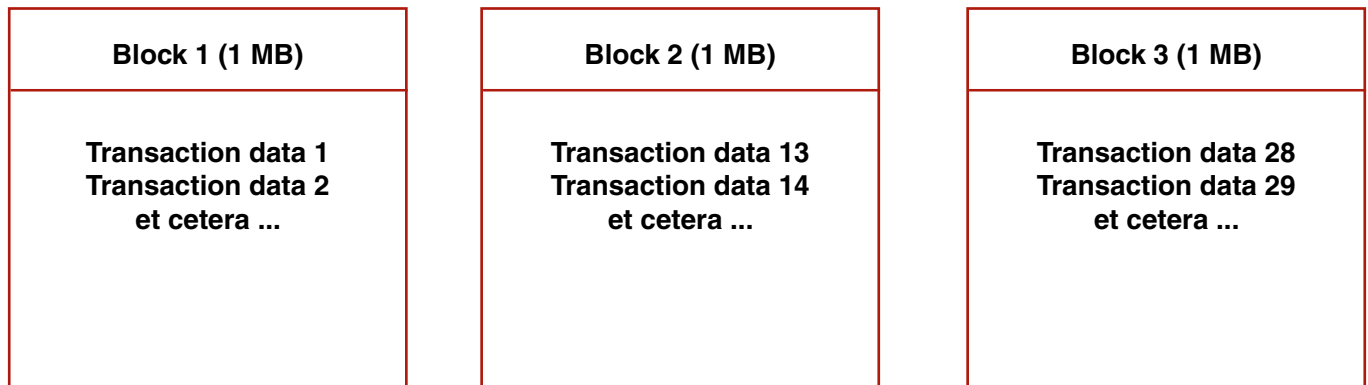 Block 1 (1 MB)
Transaction data 1
Transaction data 2
et cetera ...
Block 2 (1 MB)
Transaction data 13
Transaction data 14
et cetera ...
Block 3 (1 MB)
Transaction data 28
Transaction data 29
et cetera ...